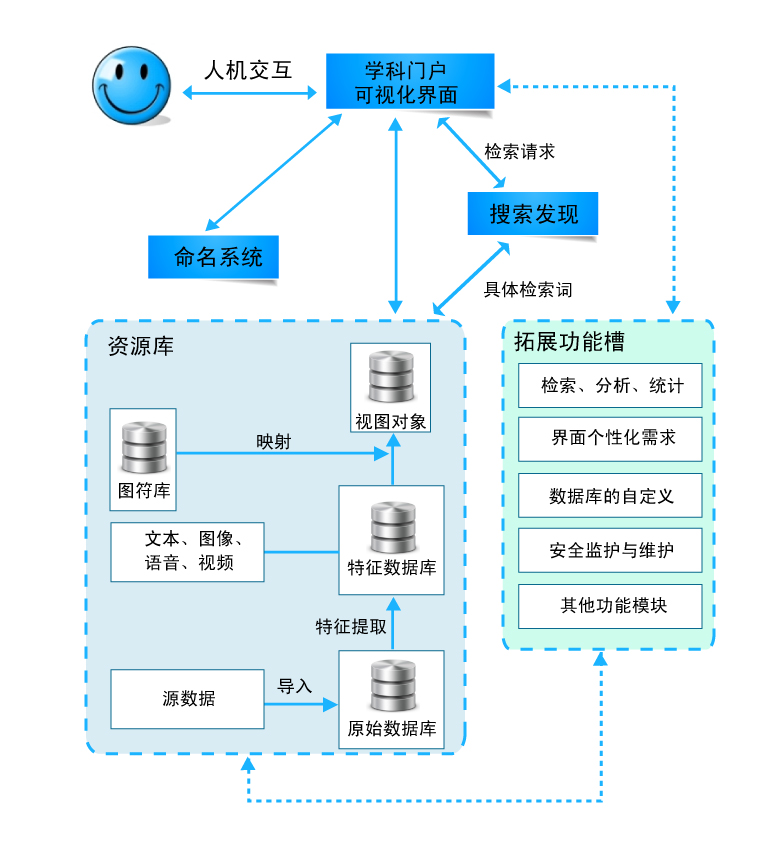 人机交互
学科门户
可视化界面
检索请求
搜索发现
命名系统
具体检索词
资源库
视图对象
映射
图符库
文本、图像、
语音、视频
特征数据库
特征提取
源数据
导入
原始数据库
拓展功能槽
检索、分析、统计
界面个性化需求
数据库的自定义
安全监护与维护
其他功能模块